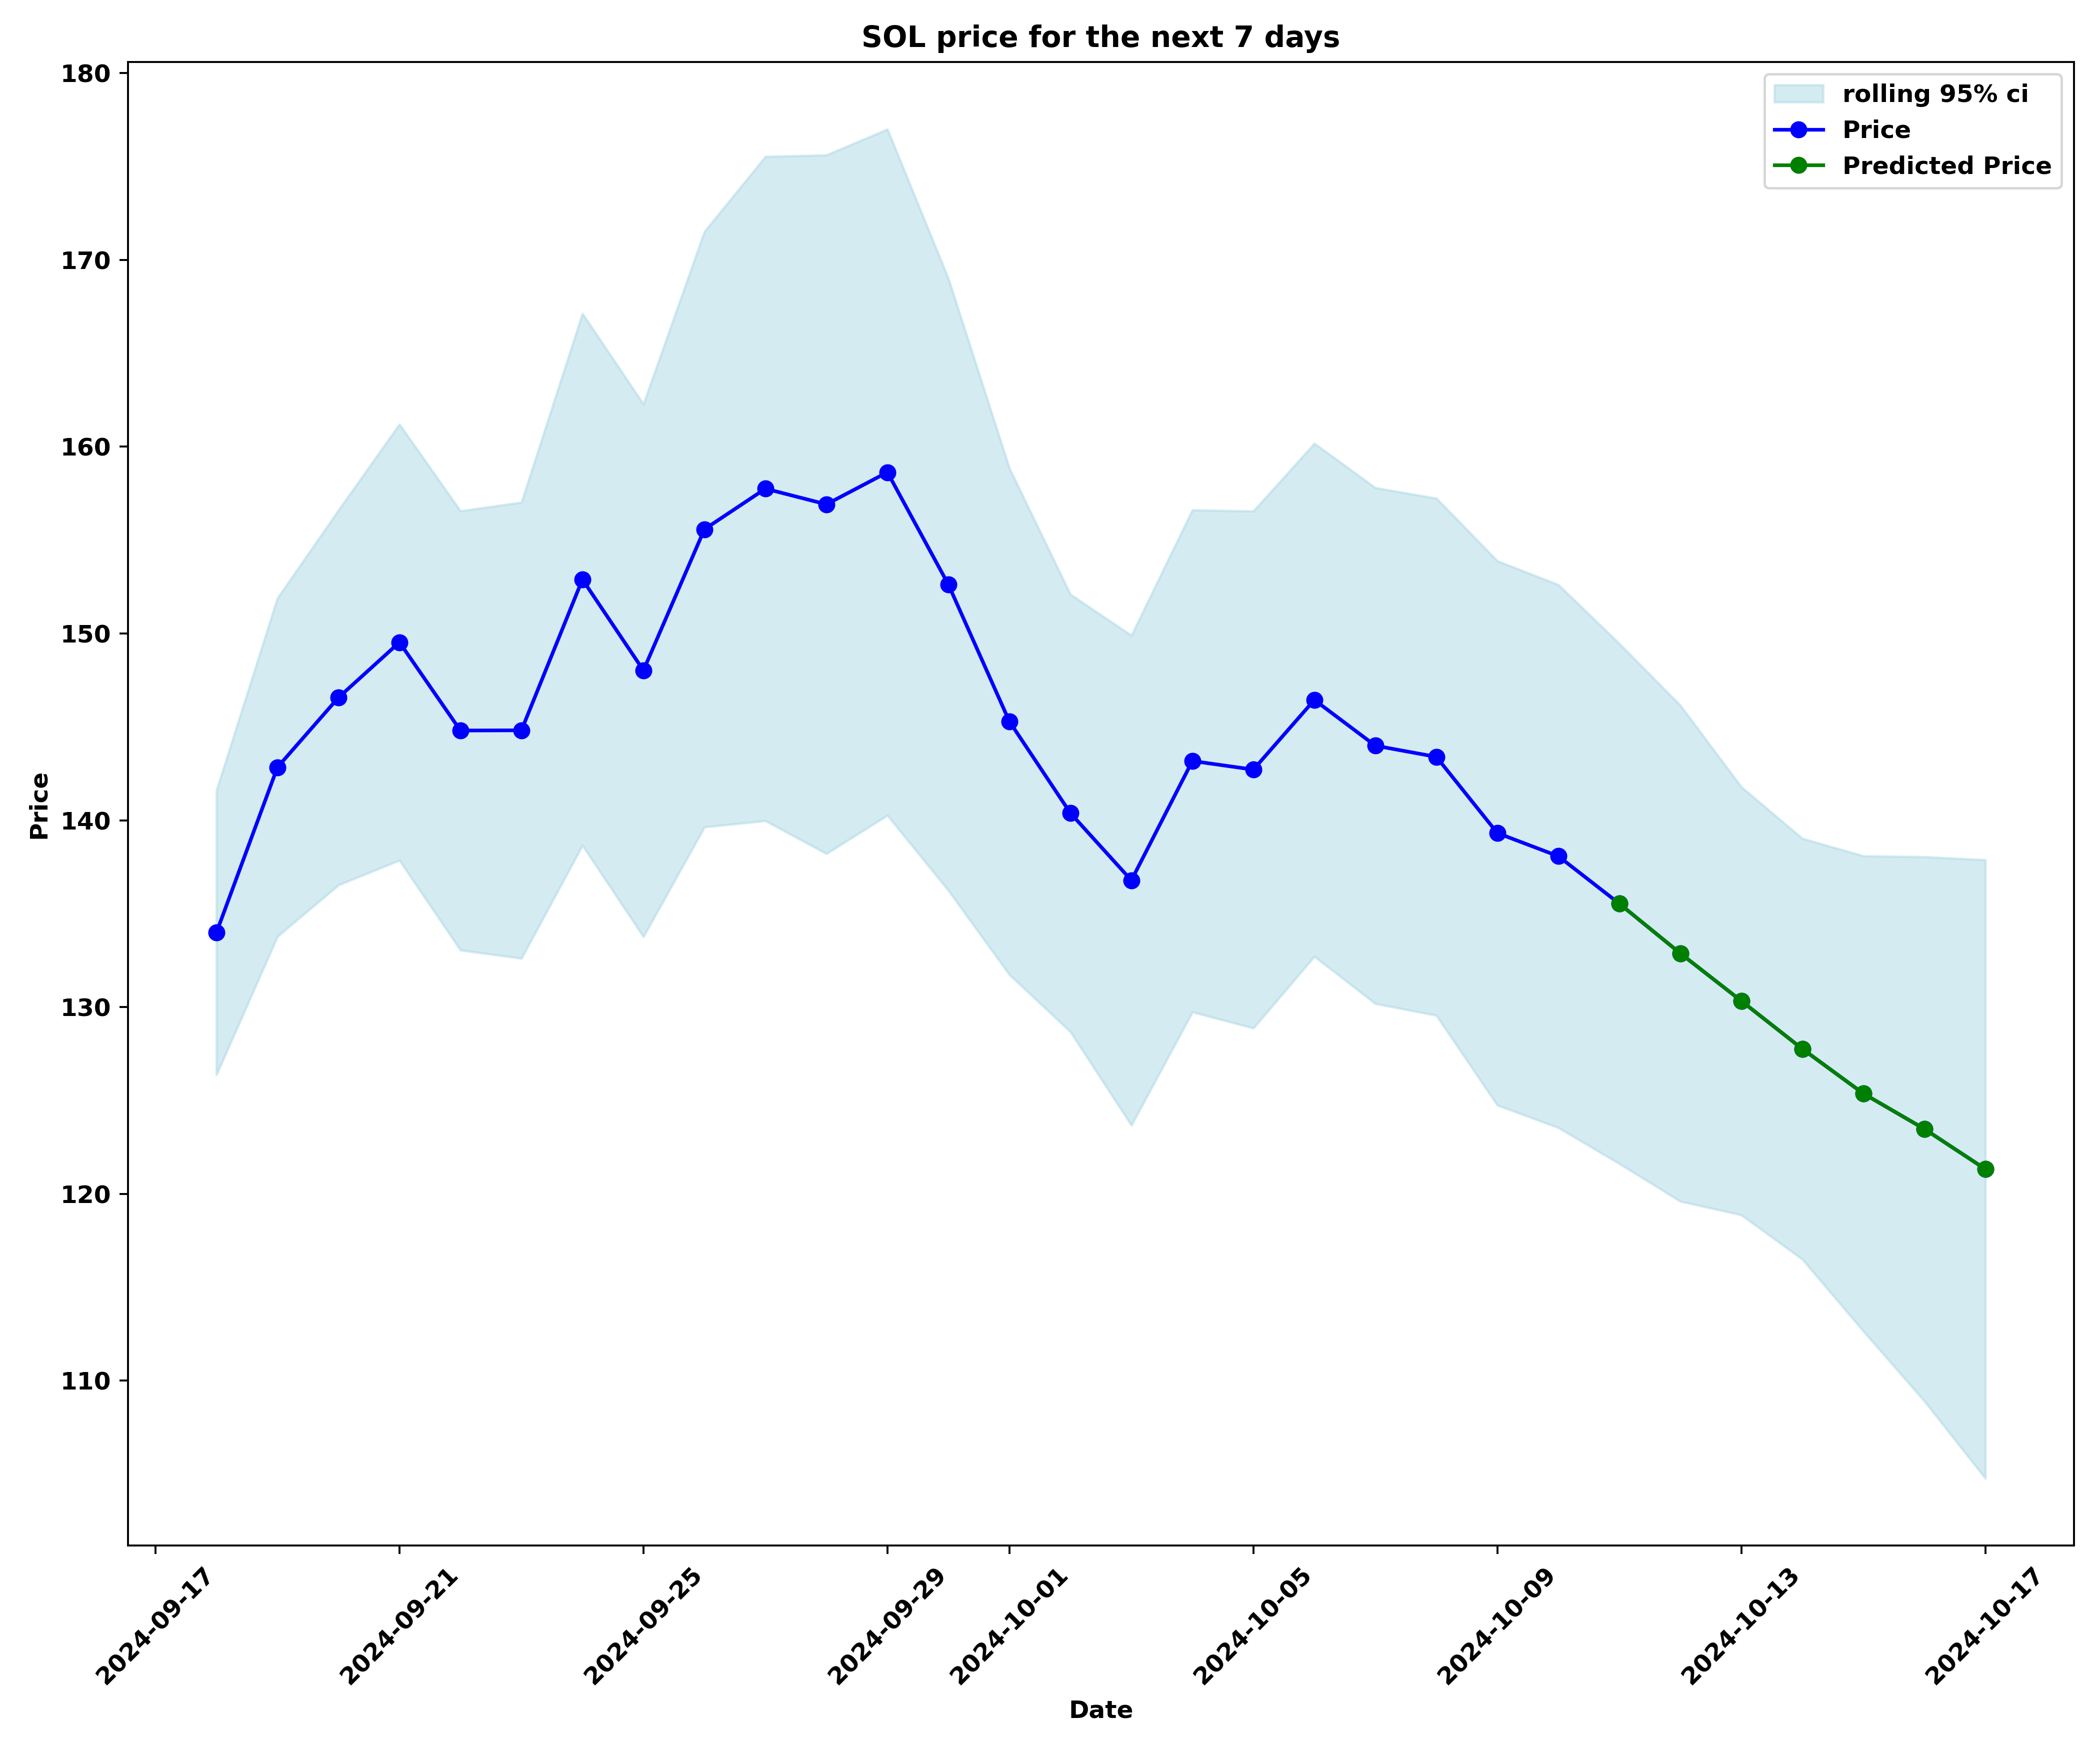 SOL price for the next 7 days
rolling 95% ci
Price
Predicted Price
180
170
160
150
140
130
120
110
Price
2024-09-17
2024-09-21
2024-09-25
2024-09-29
2024-10-01
2024-10-05
2024-10-09
2024-10-13
2024-10-17
Date